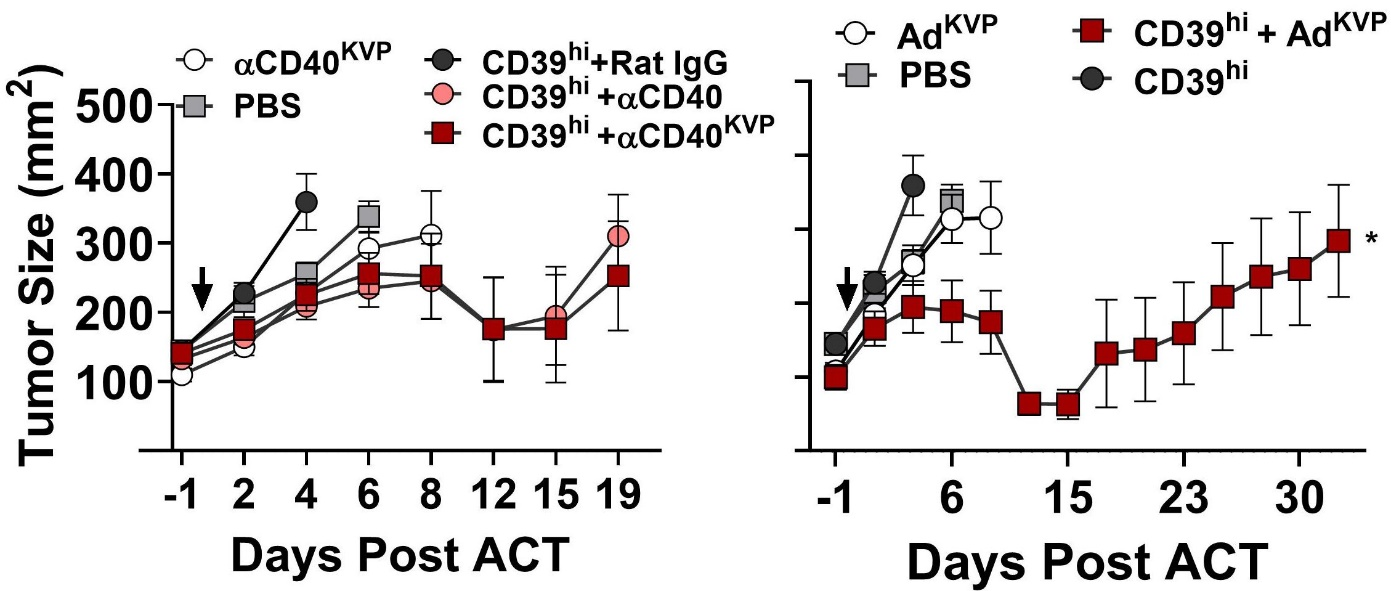 αCD40KVP
PBS
CD39hi+Rat IgG
CD39hi +αCD40
CD39hi +αCD40KVP
Tumor Size (mm2)
500
400
300
200
100
-1 2 4 6 8 12 15 19
Days Post ACT
AdKVP
PBS
CD39hi + AdKVP
CD39hi
*
-1 6 15 23 30
Days Post ACT